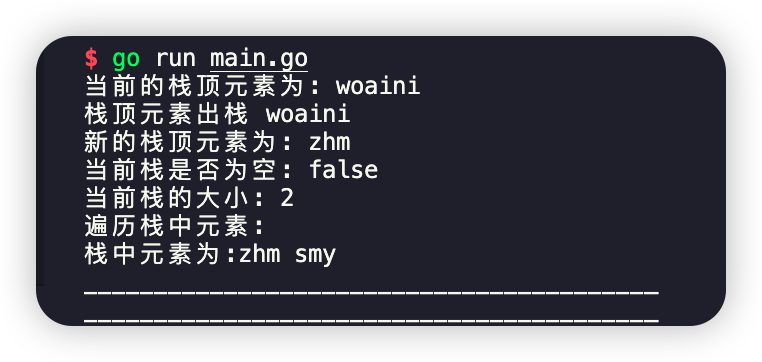 $ go run main.go
当前的栈顶元素为: woaini
栈顶元素出栈 woaini
新的栈顶元素为: zhm
当前栈是否为空: false
当前栈的大小: 2
遍历栈中元素:
栈中元素为:zhm smy
_________________________________________
_________________________________________